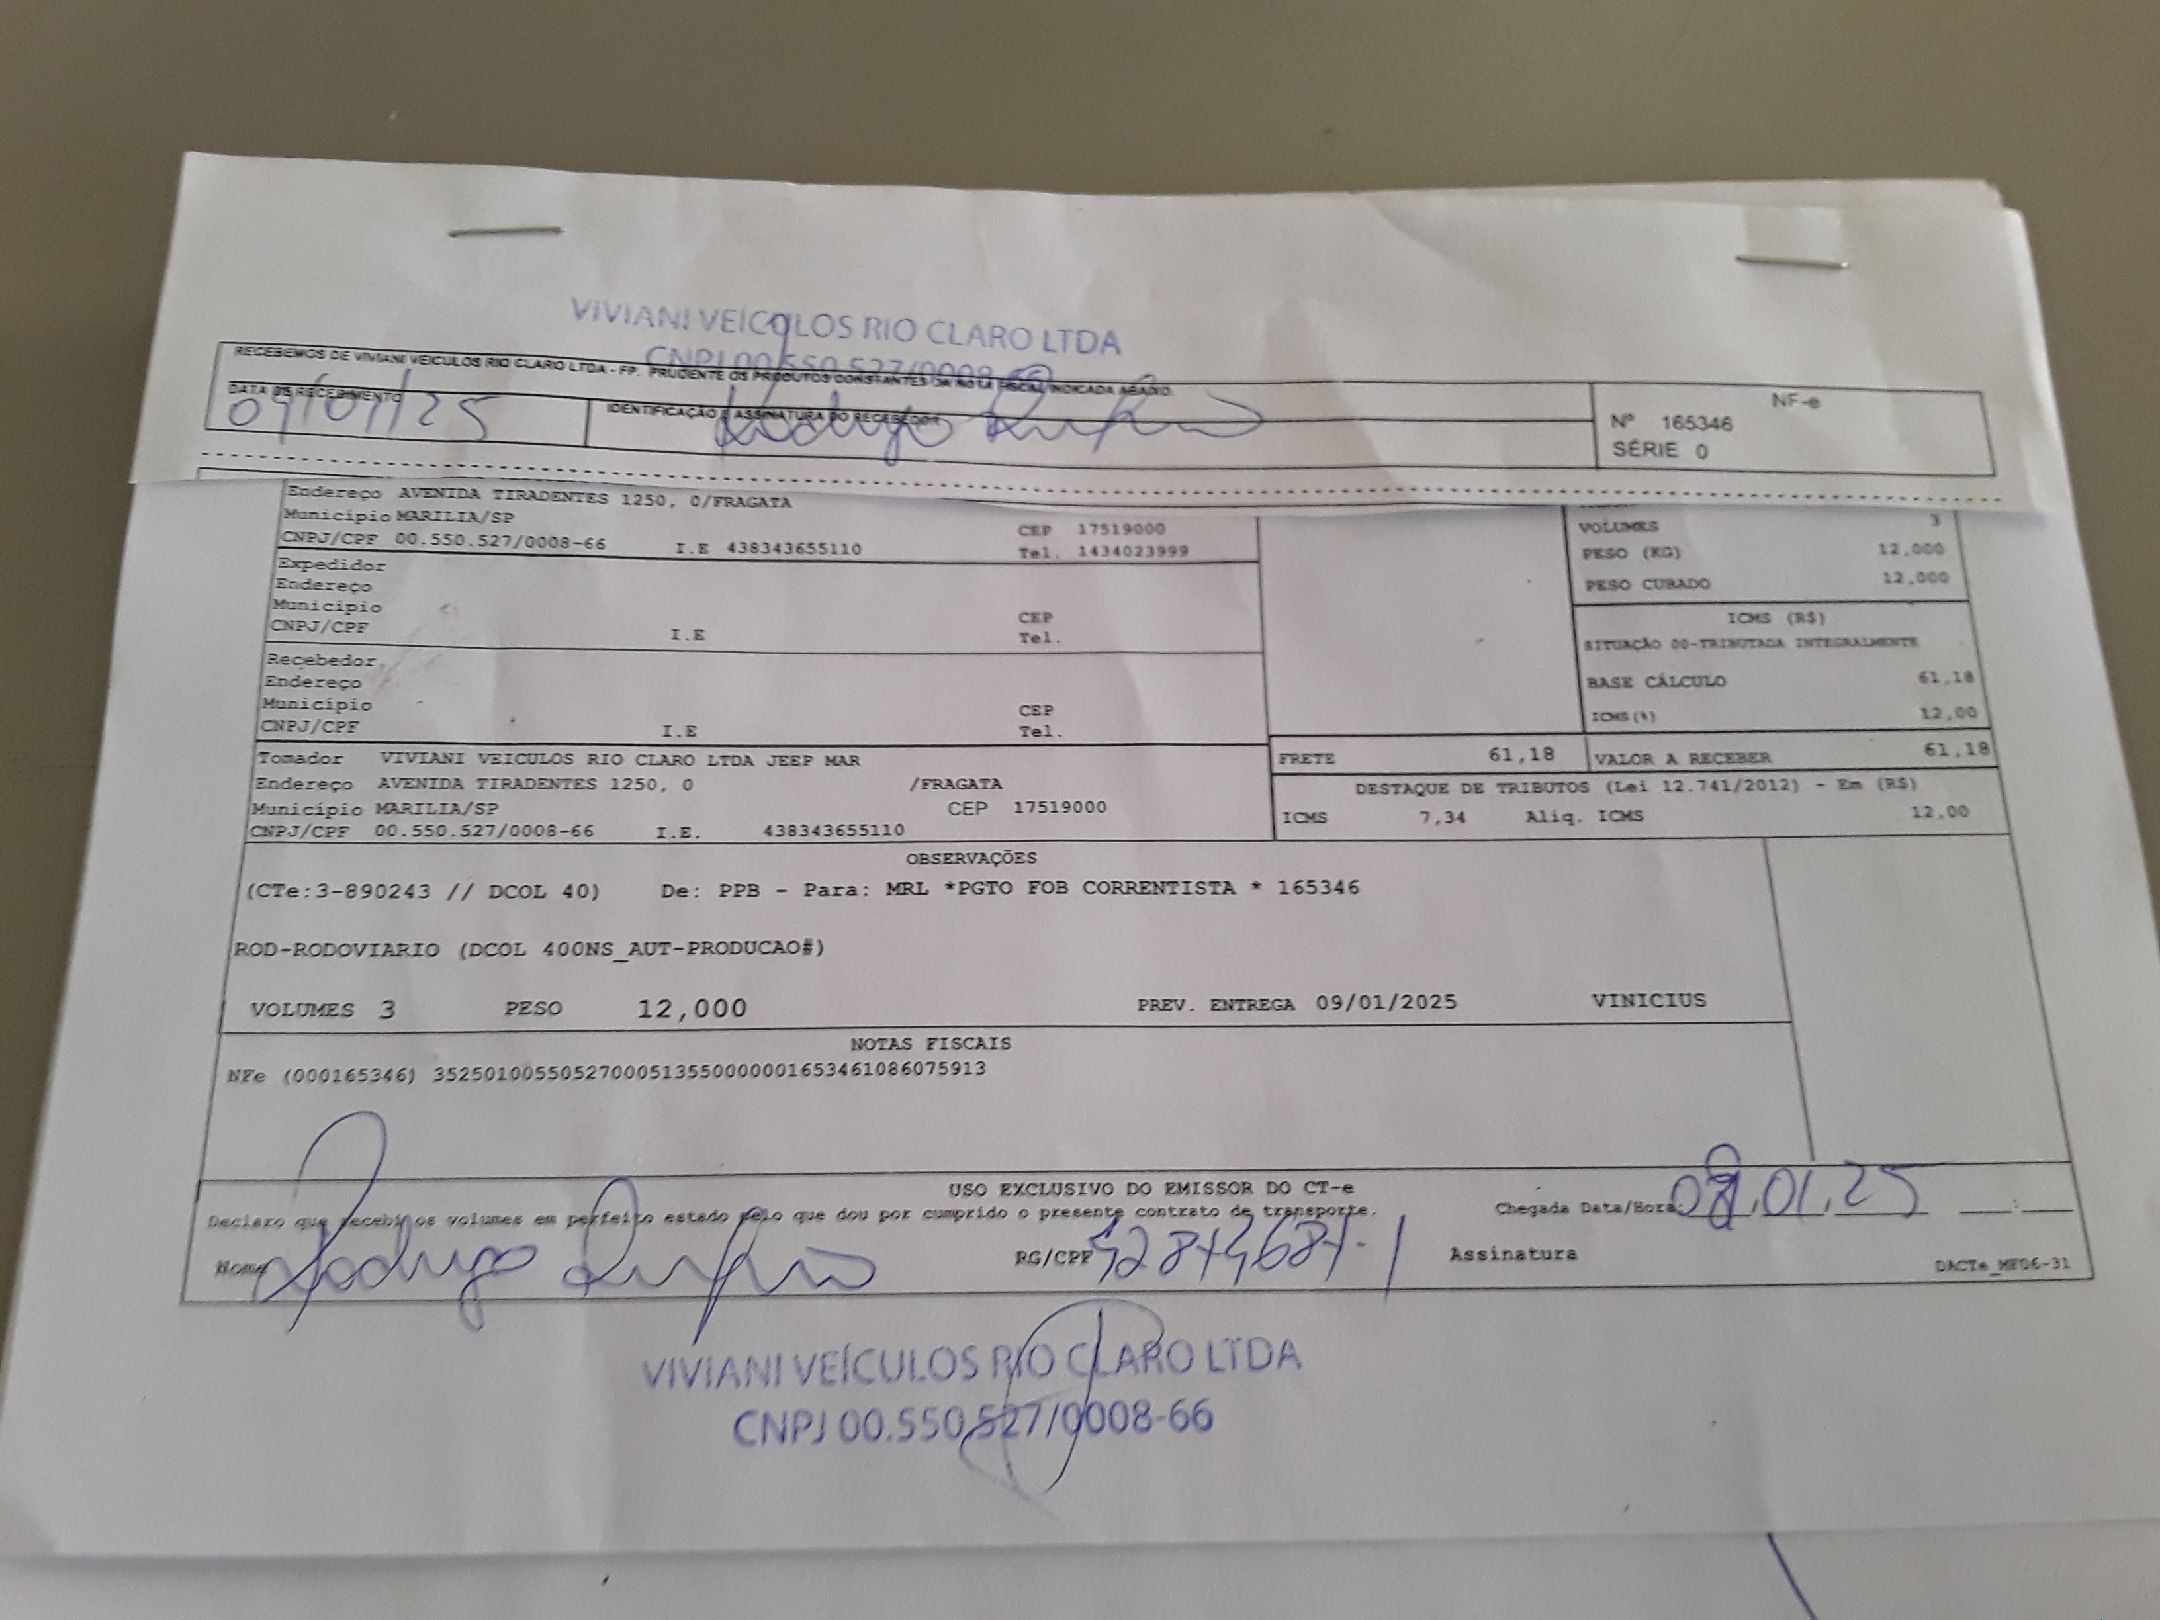 VIVIANI VEÍCULOS RIO CLARO LTDA
CNPJ 00.550.527/0008-66
RECEBEMOS DE VIVIANI VEICULOS RIO CLARO LTDA - FP. PRUDENTE OS PRODUTOS CONSTANTES DA NOTA FISCAL INDICADA ABAIXO
DATA DE RECEBIMENTO
09/01/25
IDENTIFICAÇÃO E ASSINATURA DO RECEBEDOR
Rodrigo
NF-e
Nº 165346
SÉRIE 0
Endereço AVENIDA TIRADENTES 1250, 0/FRAGATA
Município MARILIA/SP CEP 17519000
CNPJ/CPF 00.550.527/0008-66 I.E 438343655110 Tel. 1434023999
Expedidor
Endereço
Município CEP
CNPJ/CPF I.E Tel.
Recebedor
Endereço
Município CEP
CNPJ/CPF I.E Tel.
Tomador VIVIANI VEICULOS RIO CLARO LTDA JEEP MAR
Endereço AVENIDA TIRADENTES 1250, 0 /FRAGATA
Município MARILIA/SP CEP 17519000
CNPJ/CPF 00.550.527/0008-66 I.E. 438343655110
VOLUMES 3
PESO (KG) 12,000
PESO CUBADO 12,000
ICMS (R$)
SITUAÇÃO 00-TRIBUTADA INTEGRALMENTE
BASE CÁLCULO 61,18
ICMS(%) 12,00
FRETE 61,18 VALOR A RECEBER 61,18
DESTAQUE DE TRIBUTOS (Lei 12.741/2012) - Em (R$)
ICMS 7,34 Aliq. ICMS 12,00
OBSERVAÇÕES
(CTe:3-890243 // DCOL 40) De: PPB - Para: MRL *PGTO FOB CORRENTISTA * 165346
ROD-RODOVIARIO (DCOL 400NS_AUT-PRODUCAO#)
VOLUMES 3 PESO 12,000 PREV. ENTREGA 09/01/2025 VINICIUS
NOTAS FISCAIS
NFe (000165346) 35250100550527000513550000001653461086075913
USO EXCLUSIVO DO EMISSOR DO CT-e
Declaro que recebi os volumes em perfeito estado pelo que dou por cumprido o presente contrato de transporte.
Chegada Data/Hora: 01 25 :
Nome Rodrigo
RG/CPF
Assinatura
DACTe_MF06-31
VIVIANI VEÍCULOS RIO CLARO LTDA
CNPJ 00.550.527/0008-66